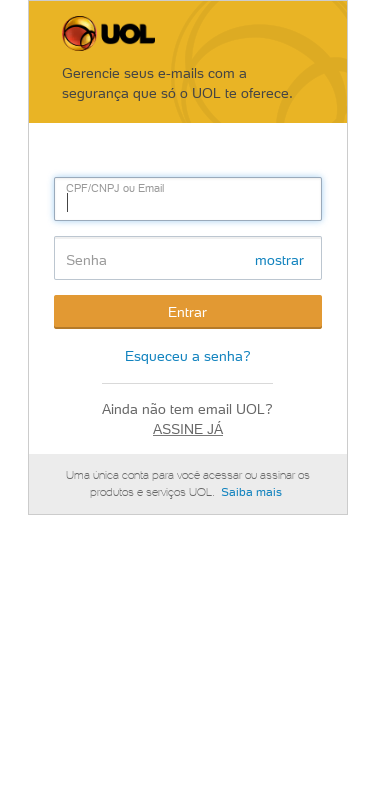 UOL
Gerencie seus e-mails com a
segurança que só o UOL te oferece.
CPF/CNPJ ou Email
Senha mostrar
Entrar
Esqueceu a senha?
Ainda não tem email UOL?
ASSINE JÁ
Uma única conta para você acessar ou assinar os
produtos e serviços UOL. Saiba mais